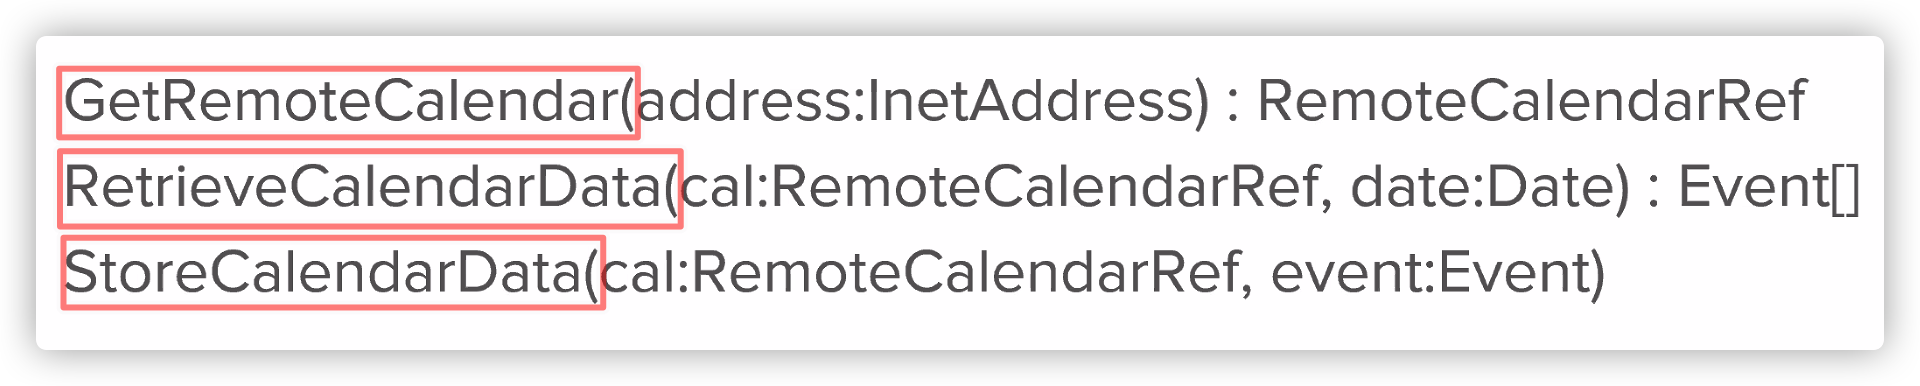 GetRemoteCalendar(address:InetAddress) : RemoteCalendarRef
RetrieveCalendarData(cal:RemoteCalendarRef, date:Date) : Event[]
StoreCalendarData(cal:RemoteCalendarRef, event:Event)